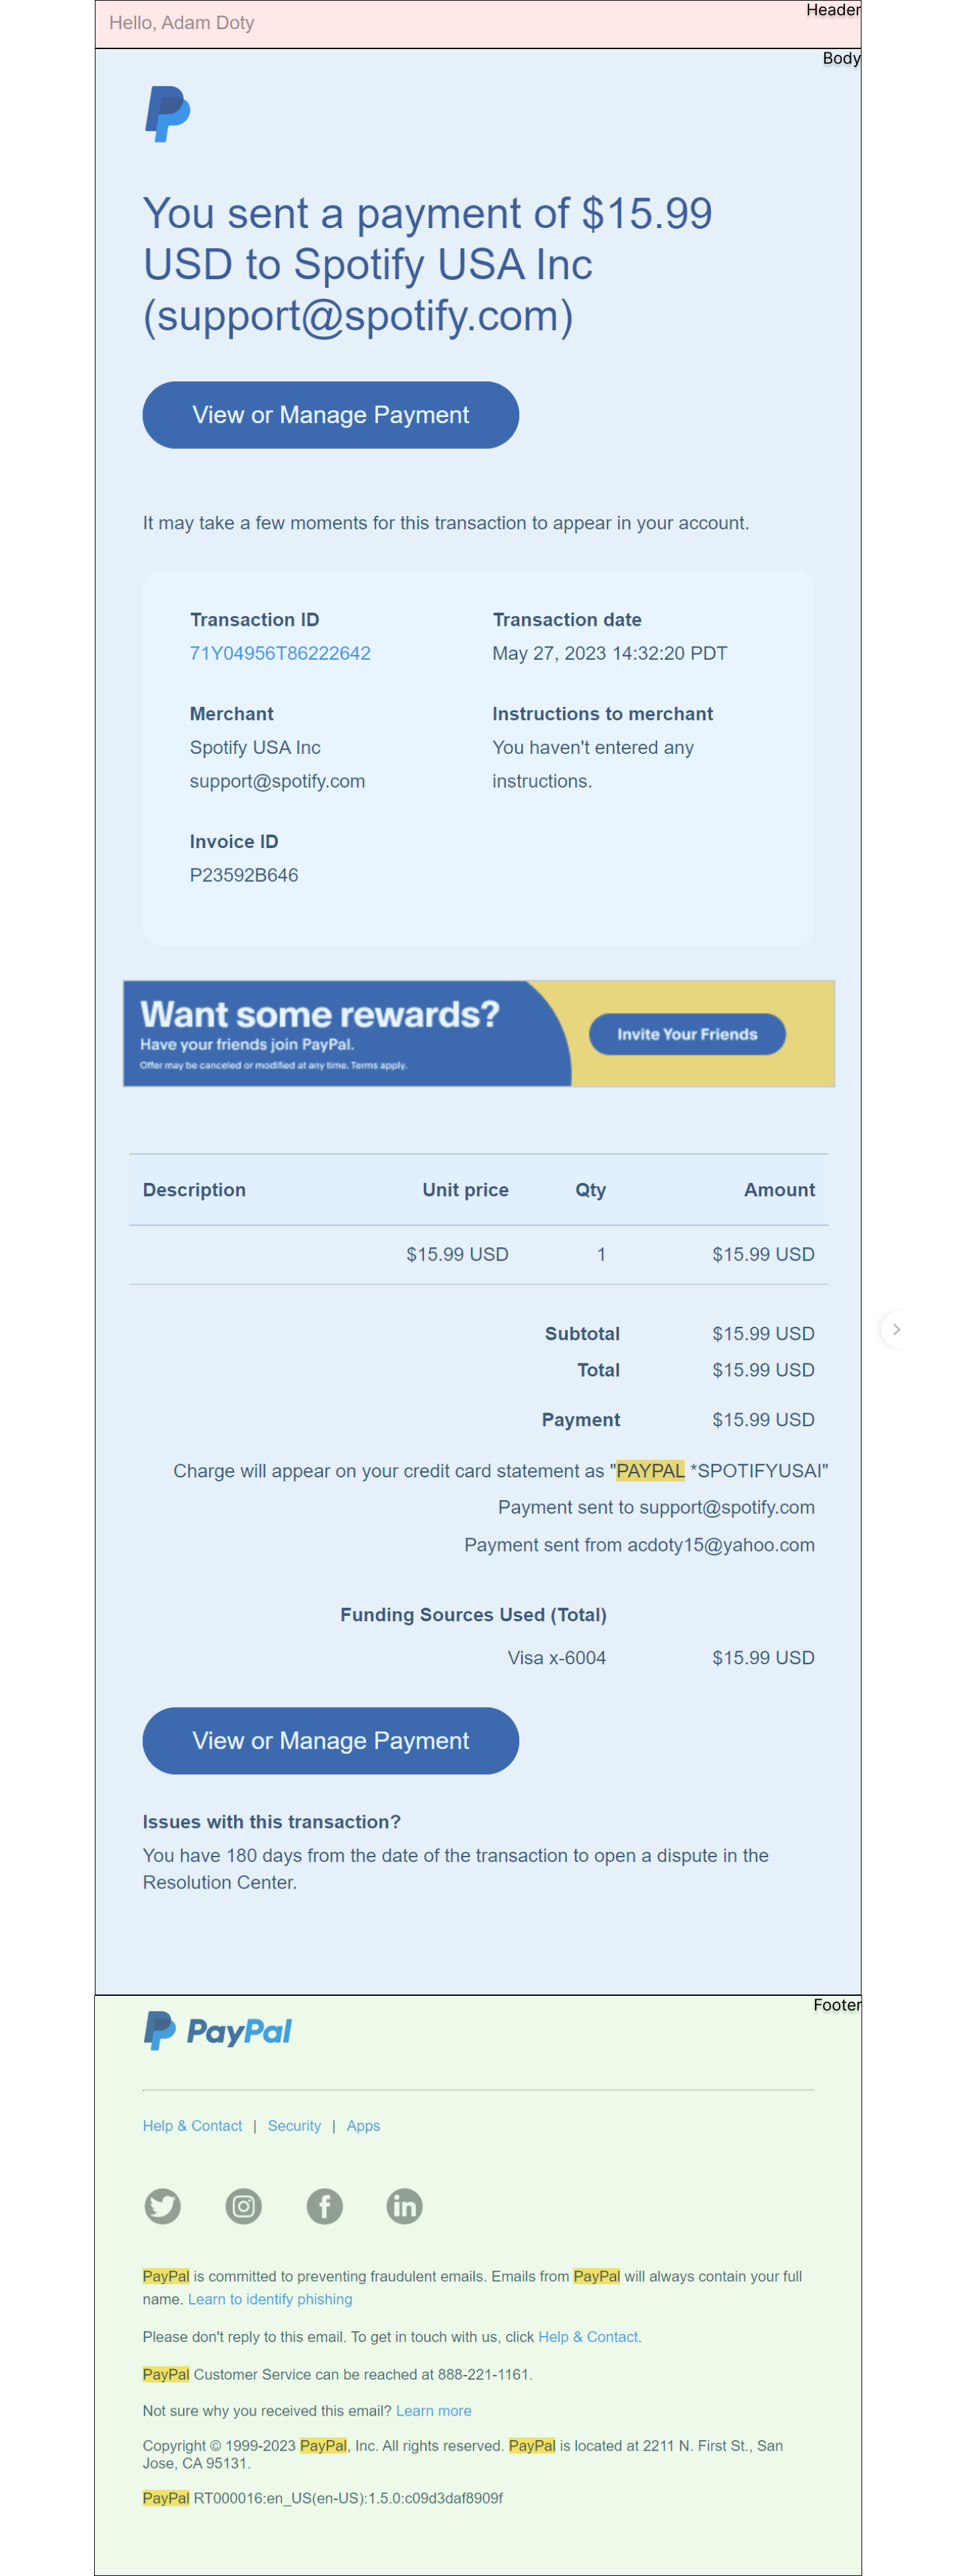 Header
Hello, Adam Doty
Body
You sent a payment of $15.99
USD to Spotify USA Inc
(support@spotify.com)
View or Manage Payment
It may take a few moments for this transaction to appear in your account.
Transaction ID
71Y04956T86222642
Transaction date
May 27, 2023 14:32:20 PDT
Merchant
Spotify USA Inc
support@spotify.com
Instructions to merchant
You haven't entered any
instructions.
Invoice ID
P23592B646
Want some rewards?
Have your friends join PayPal.
Offer may be canceled or modified at any time. Terms apply.
Invite Your Friends
Description Unit price Qty Amount
$15.99 USD 1 $15.99 USD
Subtotal $15.99 USD
Total $15.99 USD
Payment $15.99 USD
Charge will appear on your credit card statement as "PAYPAL *SPOTIFYUSAI"
Payment sent to support@spotify.com
Payment sent from acdoty15@yahoo.com
Funding Sources Used (Total)
Visa x-6004 $15.99 USD
View or Manage Payment
Issues with this transaction?
You have 180 days from the date of the transaction to open a dispute in the
Resolution Center.
Footer
PayPal
Help & Contact | Security | Apps
PayPal is committed to preventing fraudulent emails. Emails from PayPal will always contain your full
name. Learn to identify phishing
Please don't reply to this email. To get in touch with us, click Help & Contact.
PayPal Customer Service can be reached at 888-221-1161.
Not sure why you received this email? Learn more
Copyright © 1999-2023 PayPal, Inc. All rights reserved. PayPal is located at 2211 N. First St., San
Jose, CA 95131.
PayPal RT000016:en_US(en-US):1.5.0:c09d3daf8909f